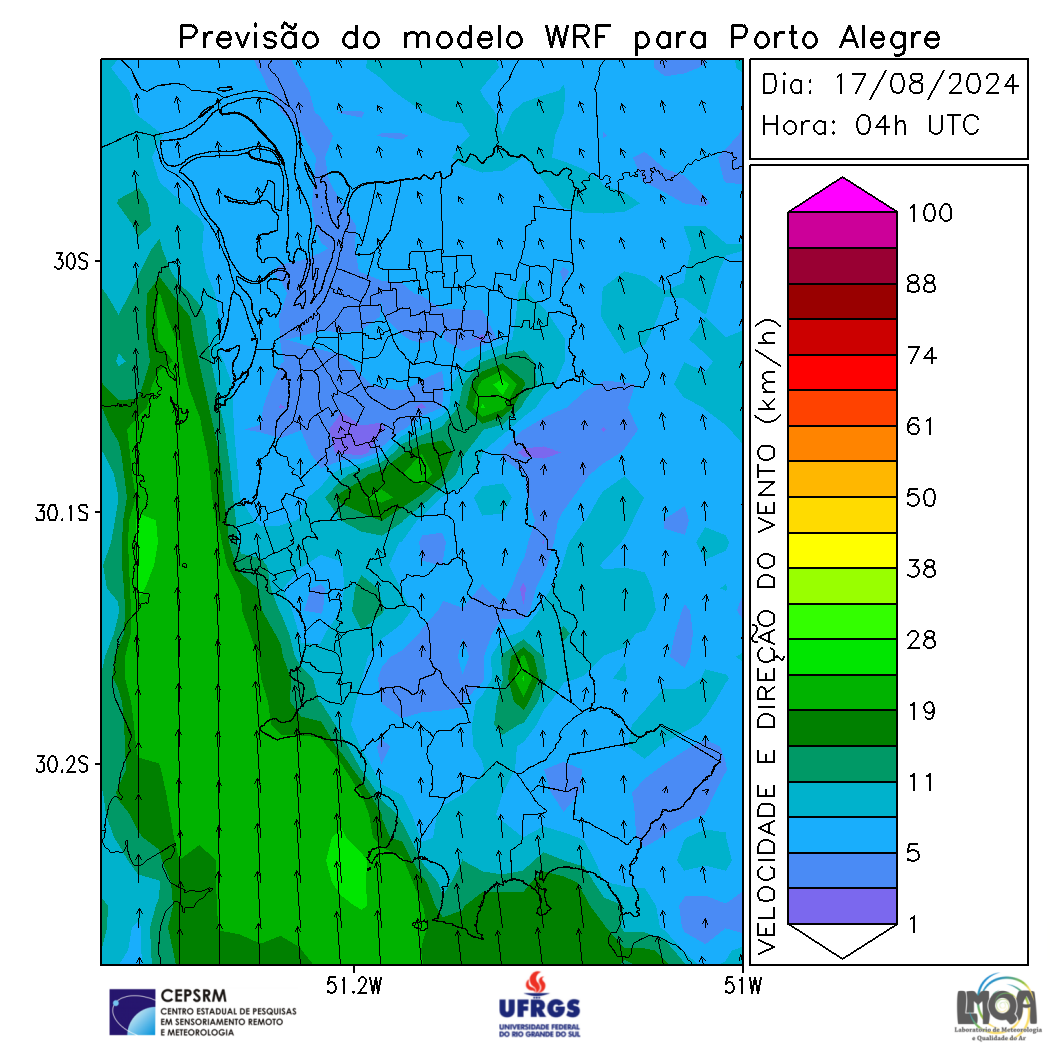 Previsão do modelo WRF para Porto Alegre
Dia: 17/08/2024
Hora: 04h UTC
30S
30.1S
30.2S
51.2W
51W
VELOCIDADE E DIREÇÃO DO VENTO (km/h)
100
88
74
61
50
38
28
19
11
5
1
CEPSRM
CENTRO ESTADUAL DE PESQUISAS
EM SENSORIAMENTO REMOTO
E METEOROLOGIA
UFRGS
UNIVERSIDADE FEDERAL
DO RIO GRANDE DO SUL
LMQA
Laboratório de Meteorologia
e Qualidade do Ar